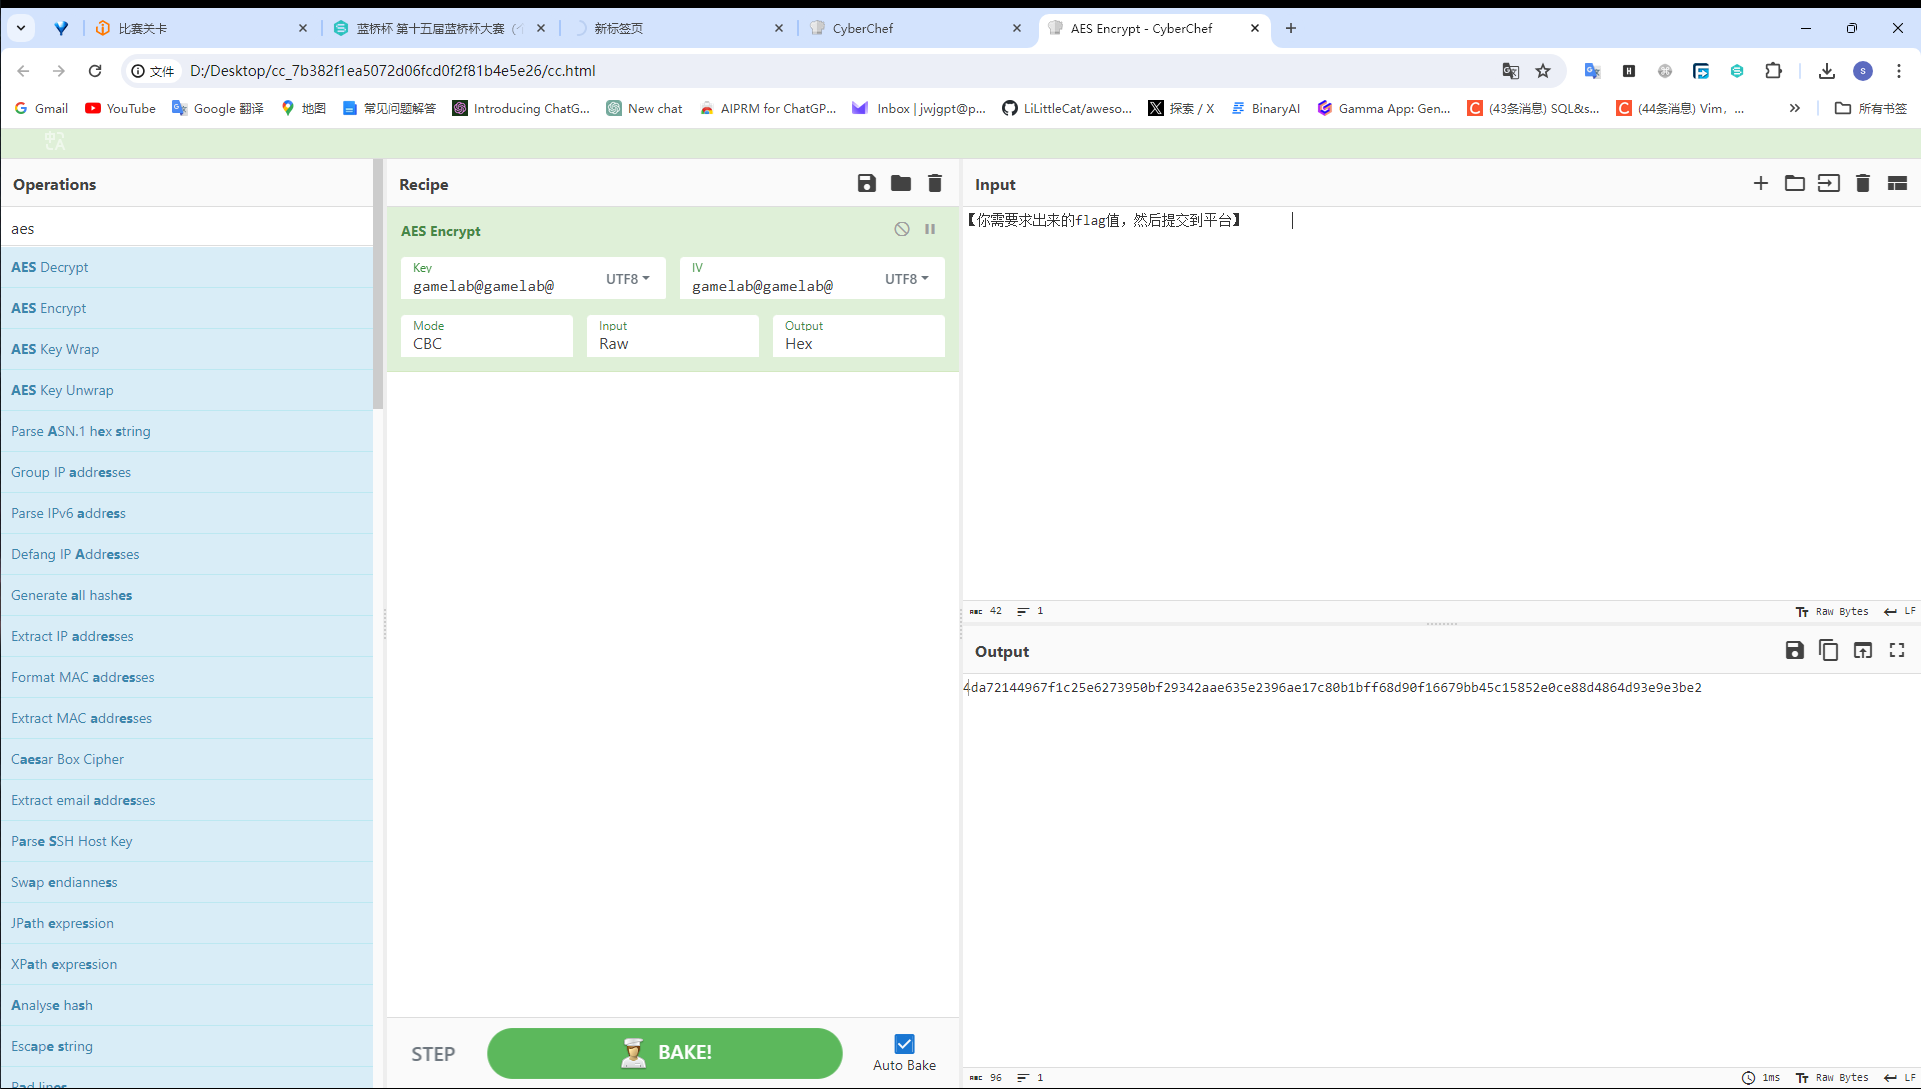 比赛关卡
蓝桥杯 第十五届蓝桥杯大赛（个
新标签页
CyberChef
AES Encrypt - CyberChef
文件
D:/Desktop/cc_7b382f1ea5072d06fcd0f2f81b4e5e26/cc.html
S
Gmail
YouTube
Google 翻译
地图
常见问题解答
Introducing ChatG...
New chat
AIPRM for ChatGP...
Inbox | jwjgpt@p...
LiLittleCat/aweso...
探索 / X
BinaryAI
Gamma App: Gen...
(43条消息) SQL&s...
(44条消息) Vim，...
所有书签
Operations
aes
AES Decrypt
AES Encrypt
AES Key Wrap
AES Key Unwrap
Parse ASN.1 hex string
Group IP addresses
Parse IPv6 address
Defang IP Addresses
Generate all hashes
Extract IP addresses
Format MAC addresses
Extract MAC addresses
Caesar Box Cipher
Extract email addresses
Parse SSH Host Key
Swap endianness
JPath expression
XPath expression
Analyse hash
Escape string
Pad lines
Recipe
AES Encrypt
Key
gamelab@gamelab@
UTF8
IV
gamelab@gamelab@
UTF8
Mode
CBC
Input
Raw
Output
Hex
STEP
BAKE!
Auto Bake
Input
【你需要求出来的flag值，然后提交到平台】
ABC 42 1
Raw Bytes
LF
Output
4da72144967f1c25e6273950bf29342aae635e2396ae17c80b1bff68d90f16679bb45c15852e0ce88d4864d93e9e3be2
ABC 96 1
1ms
Raw Bytes
LF